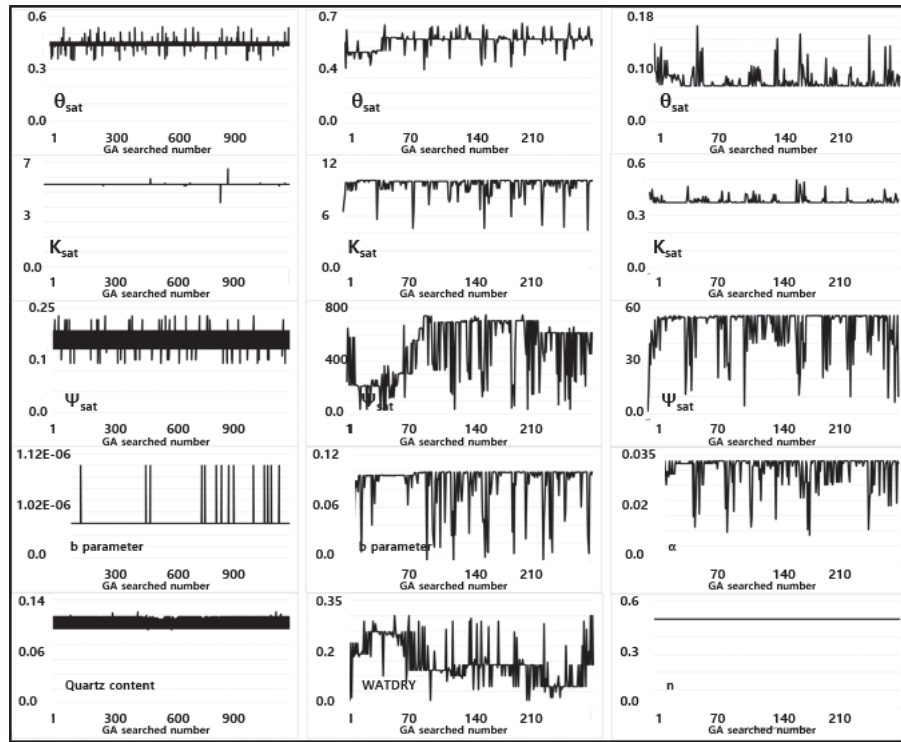 0.6
0.3
0.0
θsat
1 300 600 900
GA searched number
0.7
0.4
0.0
θsat
1 70 140 210
GA searched number
0.18
0.10
0.0
θsat
1 70 140 210
GA searched number
7
3
0.0
Ksat
1 300 600 900
GA searched number
12
6
0.0
Ksat
1 70 140 210
GA searched number
0.6
0.3
0.0
Ksat
1 70 140 210
GA searched number
0.25
0.1
0.0
Ψsat
1 300 600 900
GA searched number
800
400
0.0
Ψsat
1 70 140 210
GA searched number
60
30
0.0
Ψsat
1 70 140 210
GA searched number
1.12E-06
1.02E-06
0.0
b parameter
300 600 900
GA searched number
0.12
0.06
0.0
b parameter
70 140 210
GA searched number
0.035
0.02
0.0
α
70 140 210
GA searched number
0.14
0.06
0.0
Quartz content
1 300 600 900
GA searched number
0.35
0.2
0.0
WATDRY
1 70 140 210
GA searched number
0.6
0.3
0.0
n
1 70 140 210
GA searched number